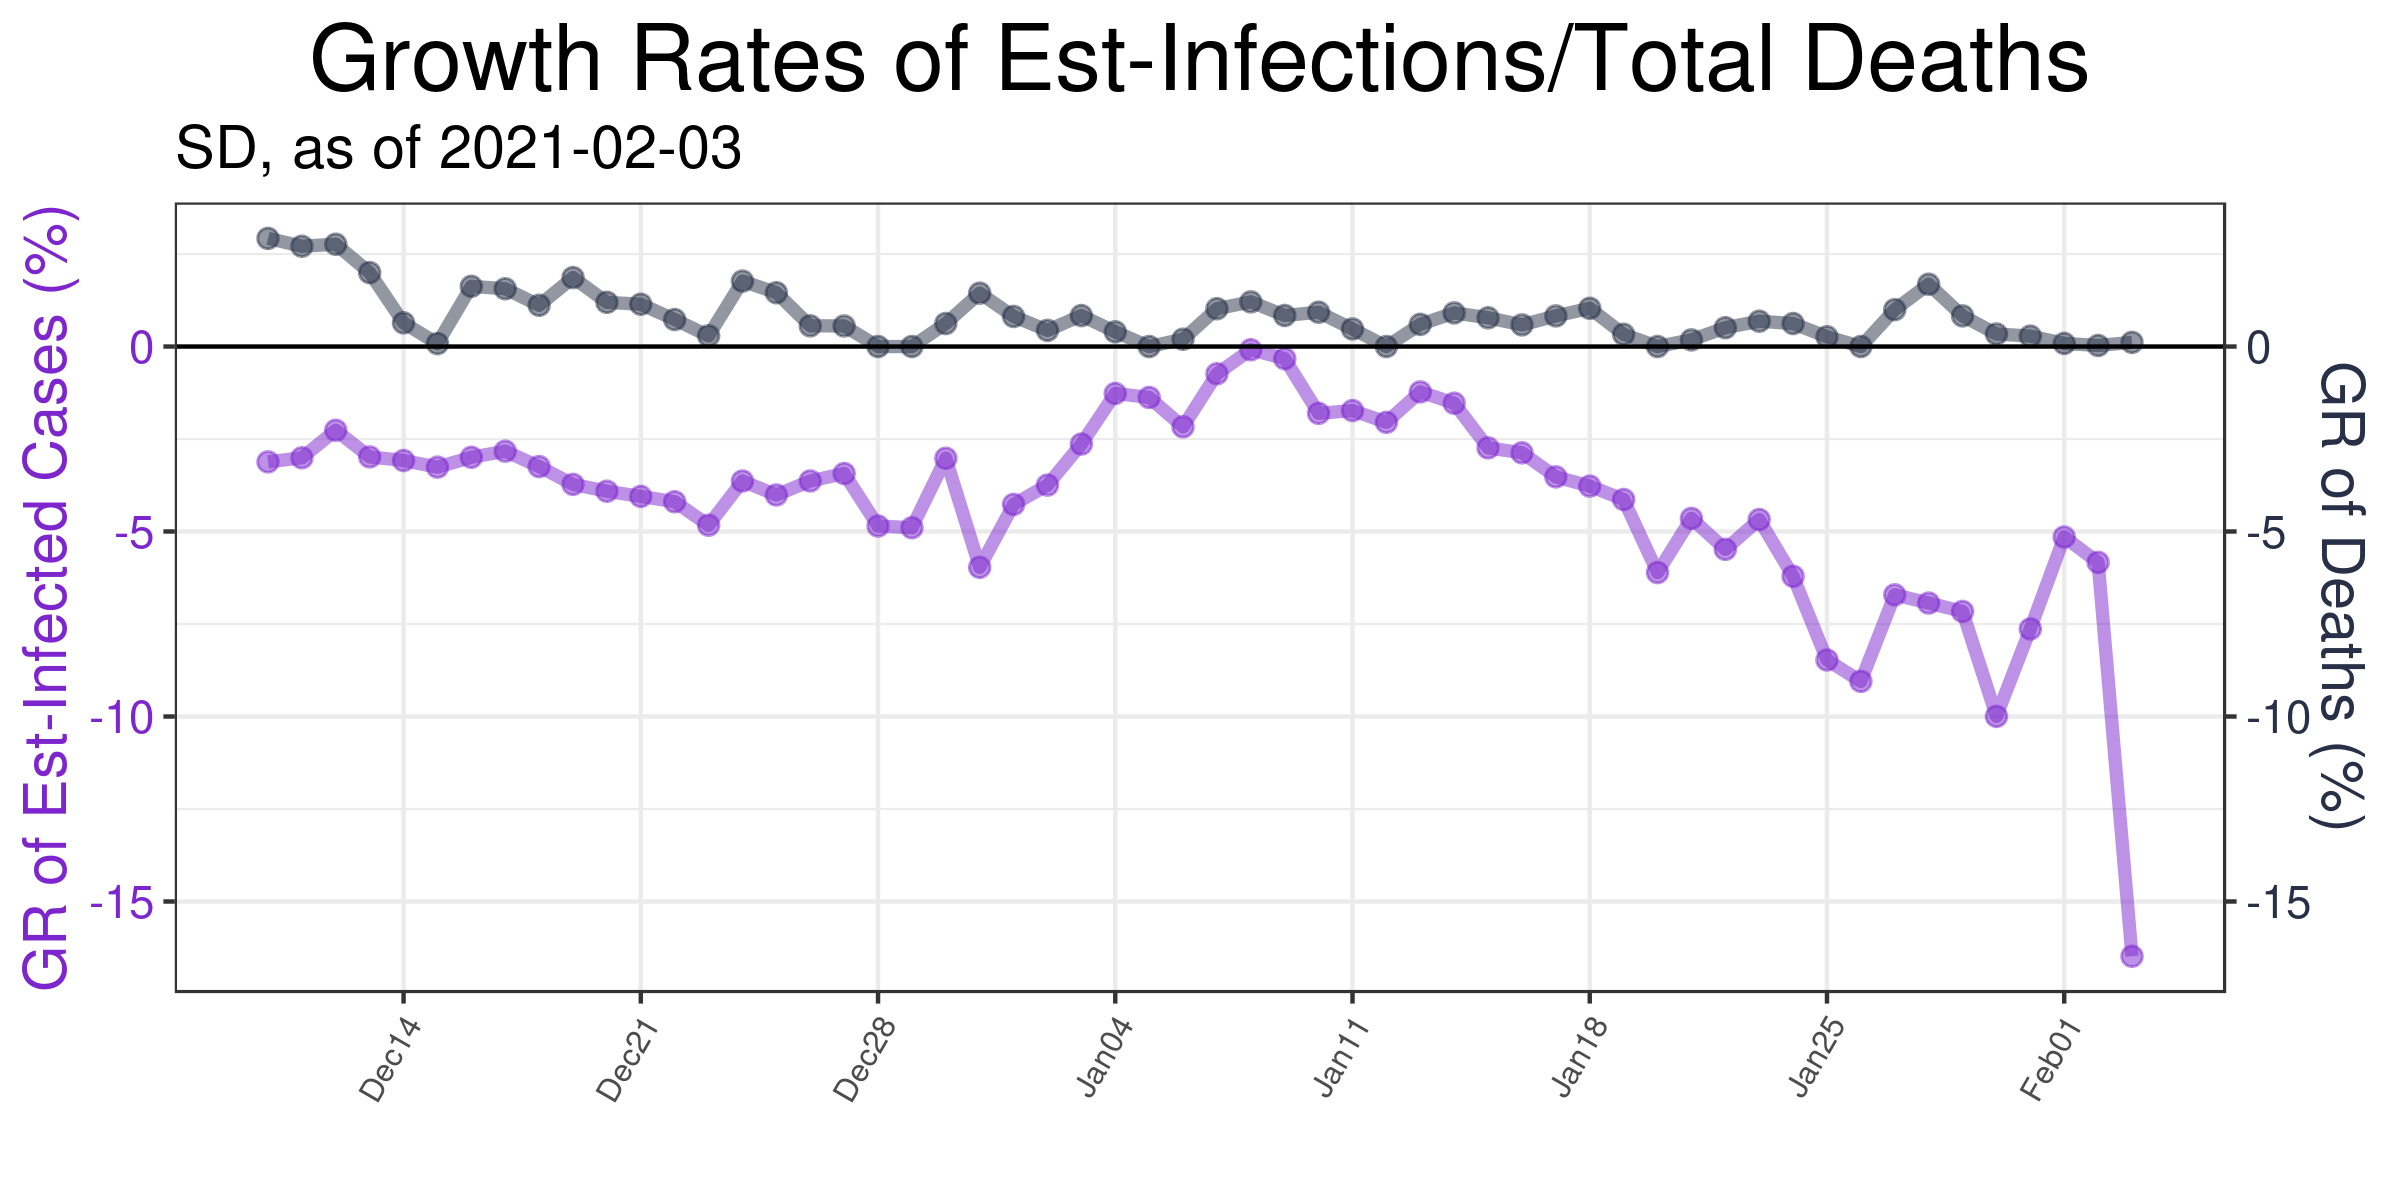 Growth Rates of Est-Infections/Total Deaths
SD, as of 2021-02-03
GR of Est-Infected Cases (%)
0
-5
-10
-15
0
-5
-10
-15
GR of Deaths (%)
Dec14
Dec21
Dec28
Jan04
Jan11
Jan18
Jan25
Feb01